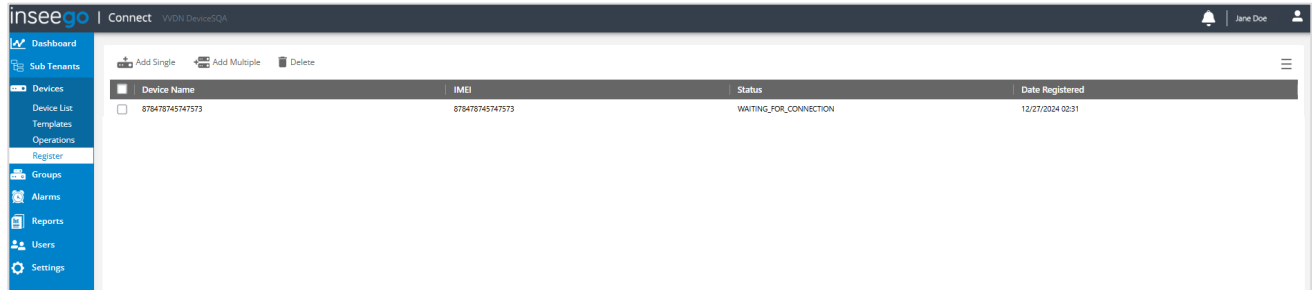 inseego | Connect VVDN DeviceSQA
Jane Doe
Dashboard
Sub Tenants
Devices
Device List
Templates
Operations
Register
Groups
Alarms
Reports
Users
Settings
Add Single Add Multiple Delete
Device Name IMEI Status Date Registered
878478745747573 878478745747573 WAITING_FOR_CONNECTION 12/27/2024 02:31